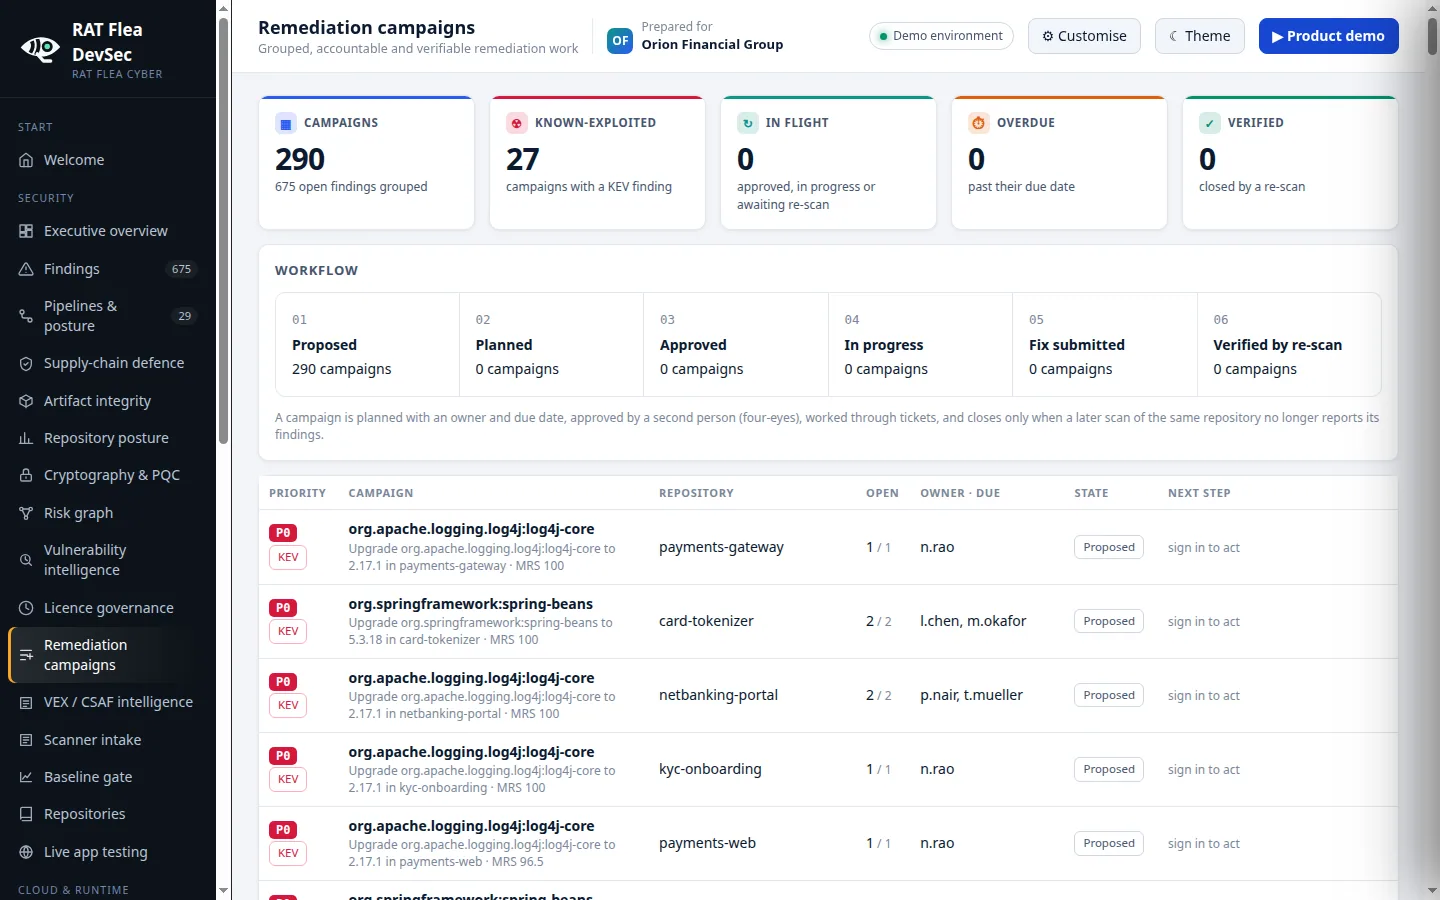 RAT Flea
DevSec
RAT FLEA CYBER
START
Welcome
SECURITY
Executive overview
Findings 675
Pipelines &
posture 29
Supply-chain defence
Artifact integrity
Repository posture
Cryptography & PQC
Risk graph
Vulnerability
intelligence
Licence governance
Remediation
campaigns
VEX / CSAF intelligence
Scanner intake
Baseline gate
Repositories
Live app testing
CLOUD & RUNTIME
Remediation campaigns
Grouped, accountable and verifiable remediation work
OF
Prepared for
Orion Financial Group
Demo environment
Customise
Theme
Product demo
CAMPAIGNS
290
675 open findings grouped
KNOWN-EXPLOITED
27
campaigns with a KEV finding
IN FLIGHT
0
approved, in progress or
awaiting re-scan
OVERDUE
0
past their due date
VERIFIED
0
closed by a re-scan
WORKFLOW
01
Proposed
290 campaigns
02
Planned
0 campaigns
03
Approved
0 campaigns
04
In progress
0 campaigns
05
Fix submitted
0 campaigns
06
Verified by re-scan
0 campaigns
A campaign is planned with an owner and due date, approved by a second person (four-eyes), worked through tickets, and closes only when a later scan of the same repository no longer reports its
findings.
PRIORITY CAMPAIGN REPOSITORY OPEN OWNER · DUE STATE NEXT STEP
P0
KEV
org.apache.logging.log4j:log4j-core
Upgrade org.apache.logging.log4j:log4j-core to
2.17.1 in payments-gateway · MRS 100
payments-gateway 1 / 1 n.rao Proposed sign in to act
P0
KEV
org.springframework:spring-beans
Upgrade org.springframework:spring-beans to
5.3.18 in card-tokenizer · MRS 100
card-tokenizer 2 / 2 l.chen, m.okafor Proposed sign in to act
P0
KEV
org.apache.logging.log4j:log4j-core
Upgrade org.apache.logging.log4j:log4j-core to
2.17.1 in netbanking-portal · MRS 100
netbanking-portal 2 / 2 p.nair, t.mueller Proposed sign in to act
P0
KEV
org.apache.logging.log4j:log4j-core
Upgrade org.apache.logging.log4j:log4j-core to
2.17.1 in kyc-onboarding · MRS 100
kyc-onboarding 1 / 1 n.rao Proposed sign in to act
P0
KEV
org.apache.logging.log4j:log4j-core
Upgrade org.apache.logging.log4j:log4j-core to
2.17.1 in payments-web · MRS 96.5
payments-web 1 / 1 n.rao Proposed sign in to act
org.springframework:spring-beans